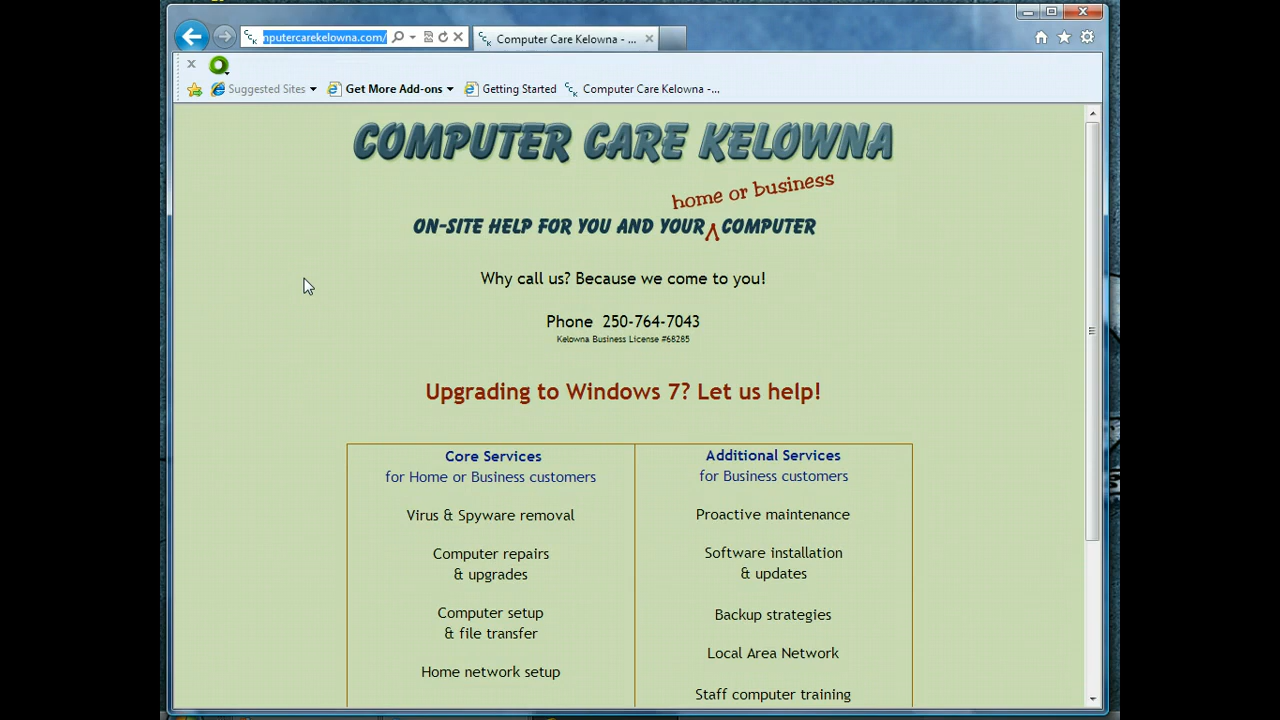 nputercarekelowna.com/
Computer Care Kelowna - ...
Suggested Sites
Get More Add-ons
Getting Started
Computer Care Kelowna -...
COMPUTER CARE KELOWNA
home or business
ON-SITE HELP FOR YOU AND YOUR COMPUTER
Why call us? Because we come to you!
Phone 250-764-7043
Kelowna Business License #68285
Upgrading to Windows 7? Let us help!
Core Services
for Home or Business customers
Virus & Spyware removal
Computer repairs
& upgrades
Computer setup
& file transfer
Home network setup
Additional Services
for Business customers
Proactive maintenance
Software installation
& updates
Backup strategies
Local Area Network
Staff computer training